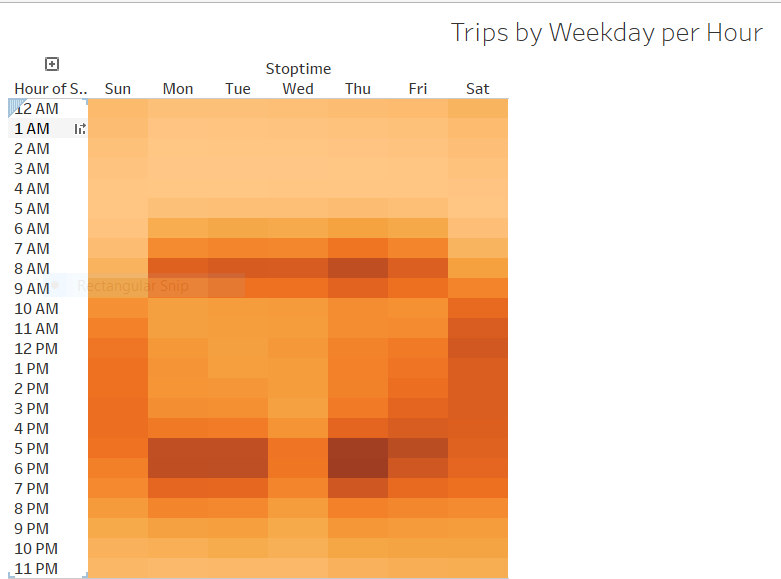 Trips by Weekday per Hour
Stoptime
Hour of S.. Sun Mon Tue Wed Thu Fri Sat
12 AM
1 AM
2 AM
3 AM
4 AM
5 AM
6 AM
7 AM
8 AM
9 AM Rectangular Snip
10 AM
11 AM
12 PM
1 PM
2 PM
3 PM
4 PM
5 PM
6 PM
7 PM
8 PM
9 PM
10 PM
11 PM